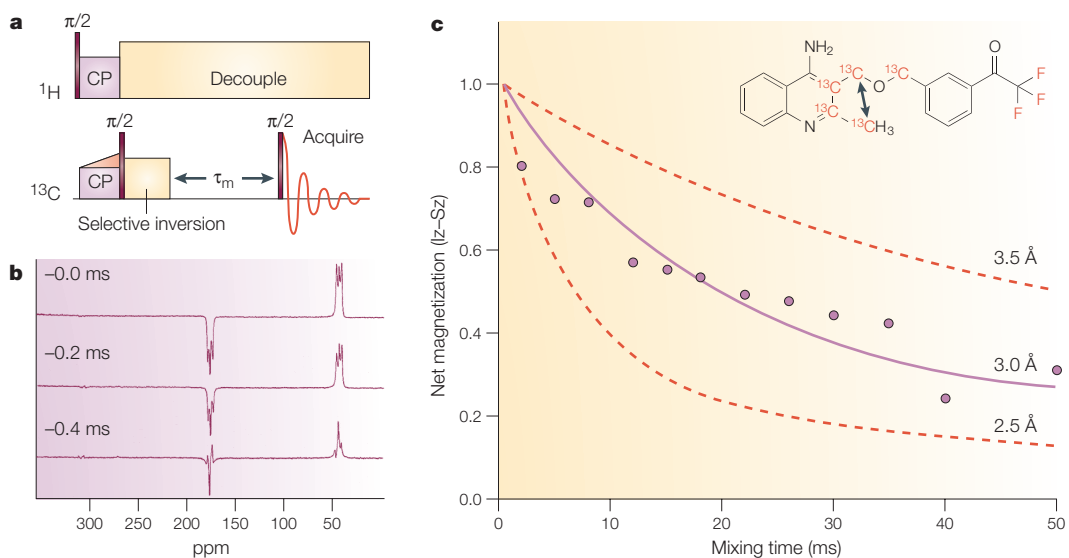 a
π/2
CP
Decouple
¹H
π/2
π/2
Acquire
CP
τm
¹³C
Selective inversion
b
–0.0 ms
–0.2 ms
–0.4 ms
300 200 150 100 50
ppm
c
Net magnetization (Iz–Sz)
1.0
0.8
0.6
0.4
0.2
0.0
0 10 20 30 40 50
Mixing time (ms)
3.5 Å
3.0 Å
2.5 Å
NH₂
¹³C
¹³C
O
¹³C
¹³C
N
¹³CH₃
O
F
F
F